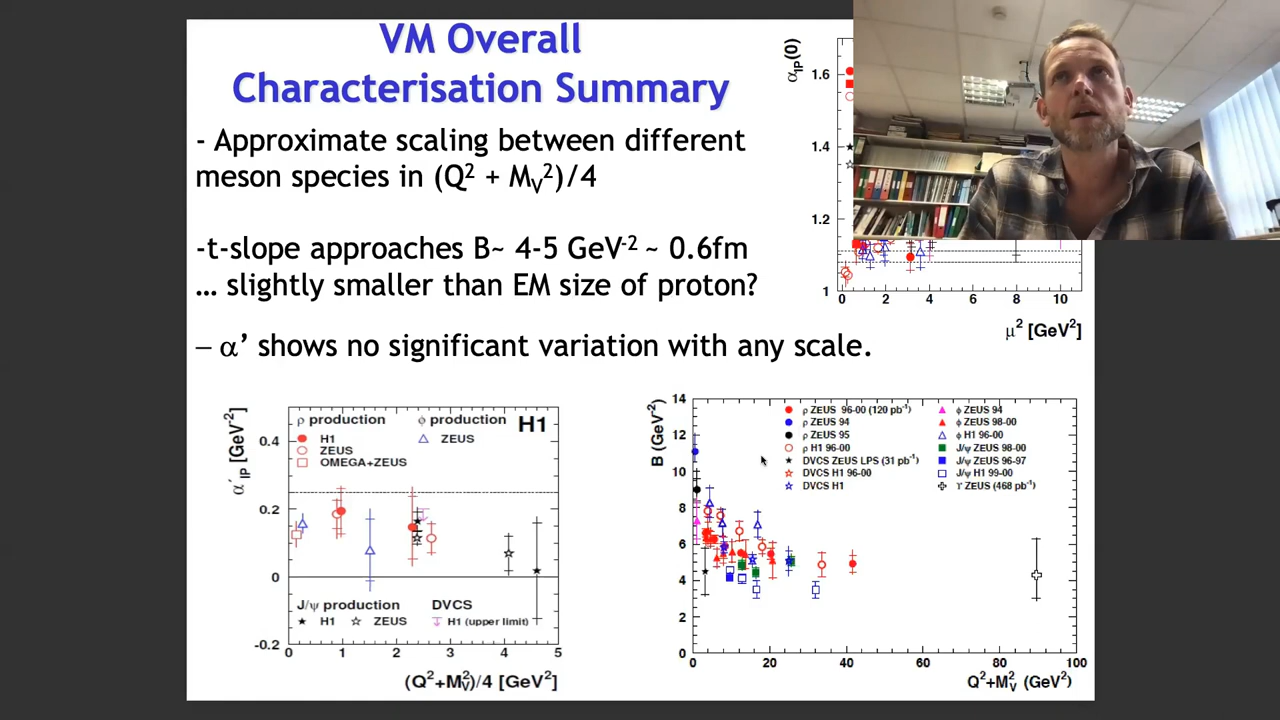 VM Overall
Characterisation Summary
- Approximate scaling between different
meson species in (Q² + M_V²)/4
-t-slope approaches B~ 4-5 GeV⁻² ~ 0.6fm
… slightly smaller than EM size of proton?
– α’ shows no significant variation with any scale.
α_IP(0)
1.6
1.4
1.2
1
0 2 4 6 8 10
μ² [GeV²]
α′_IP [GeV⁻²]
0.4
0.2
0
-0.2
ρ production
H1
ZEUS
OMEGA+ZEUS
φ production
ZEUS
H1
J/ψ production
H1 ZEUS
DVCS
H1 (upper limit)
0 1 2 3 4 5
(Q²+M²_V)/4 [GeV²]
B (GeV⁻²)
14
12
10
8
6
4
2
0
ρ ZEUS 96-00 (120 pb⁻¹)
ρ ZEUS 94
ρ ZEUS 95
ρ H1 96-00
DVCS ZEUS LPS (31 pb⁻¹)
DVCS H1 96-00
DVCS H1
φ ZEUS 94
φ ZEUS 98-00
φ H1 96-00
J/ψ ZEUS 98-00
J/ψ ZEUS 96-97
J/ψ H1 99-00
ϒ ZEUS (468 pb⁻¹)
0 20 40 60 80 100
Q²+M²_V (GeV²)